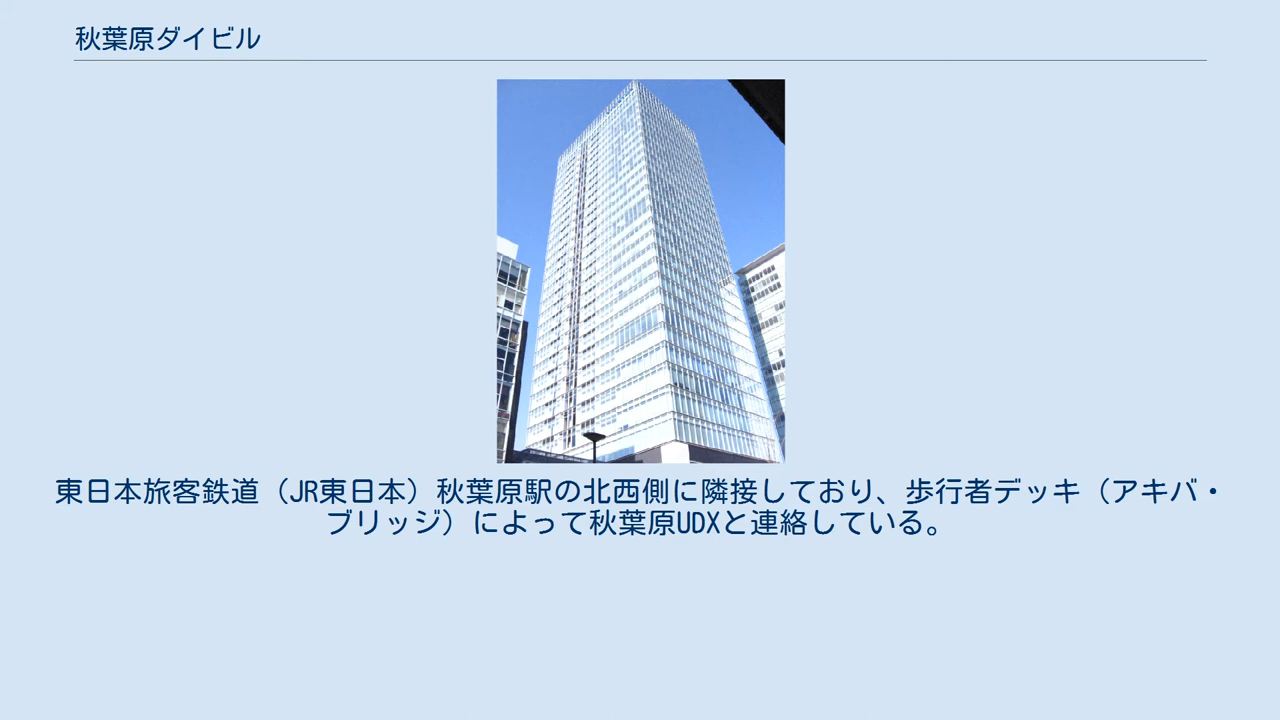 秋葉原ダイビル
東日本旅客鉄道（JR東日本）秋葉原駅の北西側に隣接しており、歩行者デッキ（アキバ・
ブリッジ）によって秋葉原UDXと連絡している。